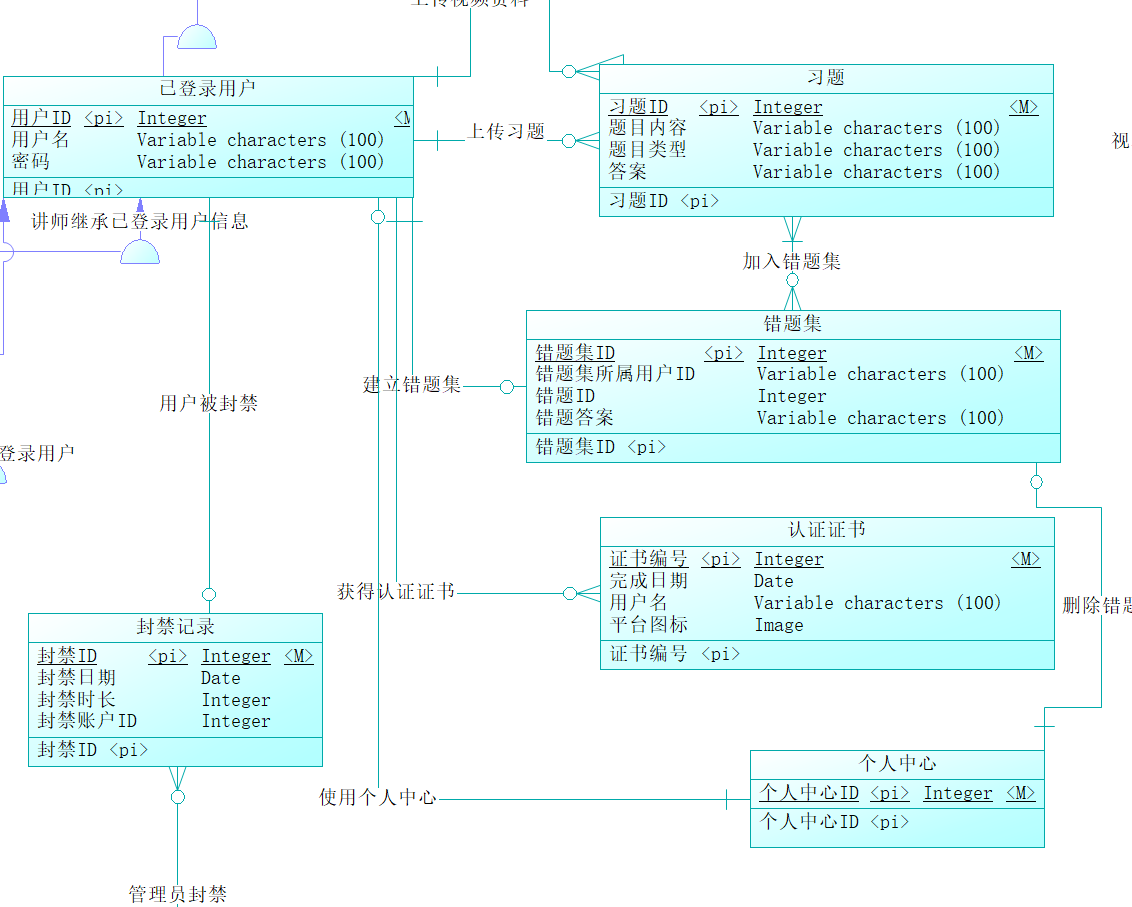 上传视频资料
已登录用户
用户ID <pi> Integer <M
用户名 Variable characters (100)
密码 Variable characters (100)
用户ID <pi>
上传习题
习题
习题ID <pi> Integer <M>
题目内容 Variable characters (100)
题目类型 Variable characters (100)
答案 Variable characters (100)
习题ID <pi>
视
讲师继承已登录用户信息
加入错题集
错题集
错题集ID <pi> Integer <M>
错题集所属用户ID Variable characters (100)
错题ID Integer
错题答案 Variable characters (100)
错题集ID <pi>
建立错题集
用户被封禁
登录用户
认证证书
证书编号 <pi> Integer <M>
完成日期 Date
用户名 Variable characters (100)
平台图标 Image
证书编号 <pi>
获得认证证书
删除错题
封禁记录
封禁ID <pi> Integer <M>
封禁日期 Date
封禁时长 Integer
封禁账户ID Integer
封禁ID <pi>
个人中心
个人中心ID <pi> Integer <M>
个人中心ID <pi>
使用个人中心
管理员封禁